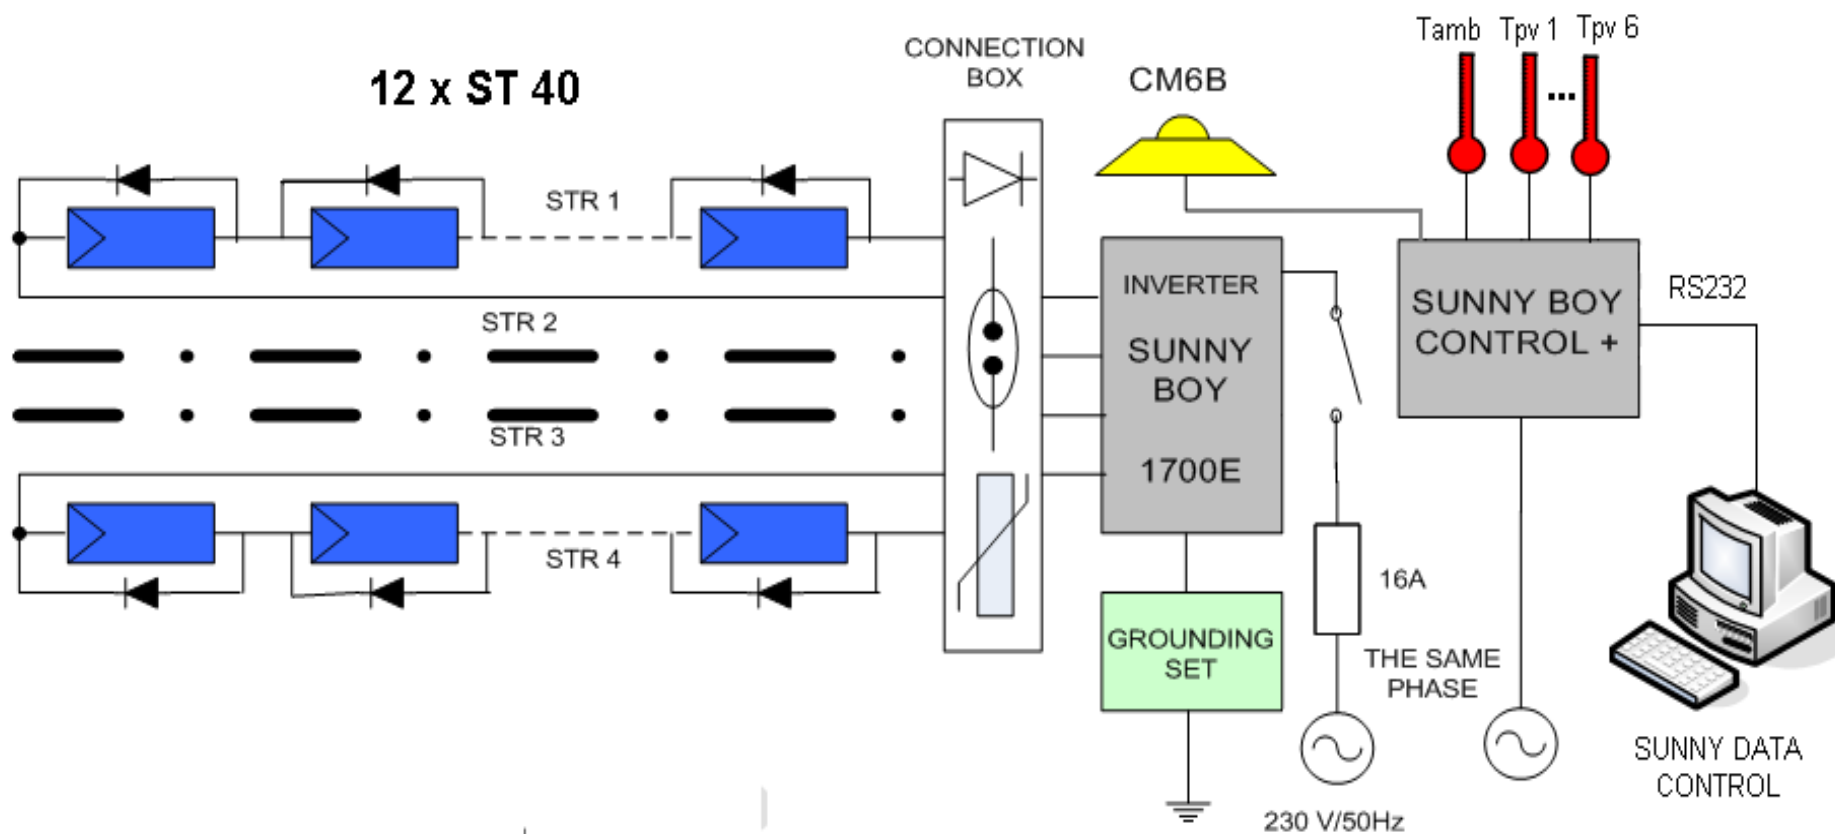 12 x ST 40
CONNECTION
BOX
CM6B
Tamb
Tpv 1
...
Tpv 6
STR 1
STR 2
STR 3
STR 4
INVERTER
SUNNY
BOY
1700E
GROUNDING
SET
SUNNY BOY
CONTROL +
RS232
16A
THE SAME
PHASE
230 V/50Hz
SUNNY DATA
CONTROL